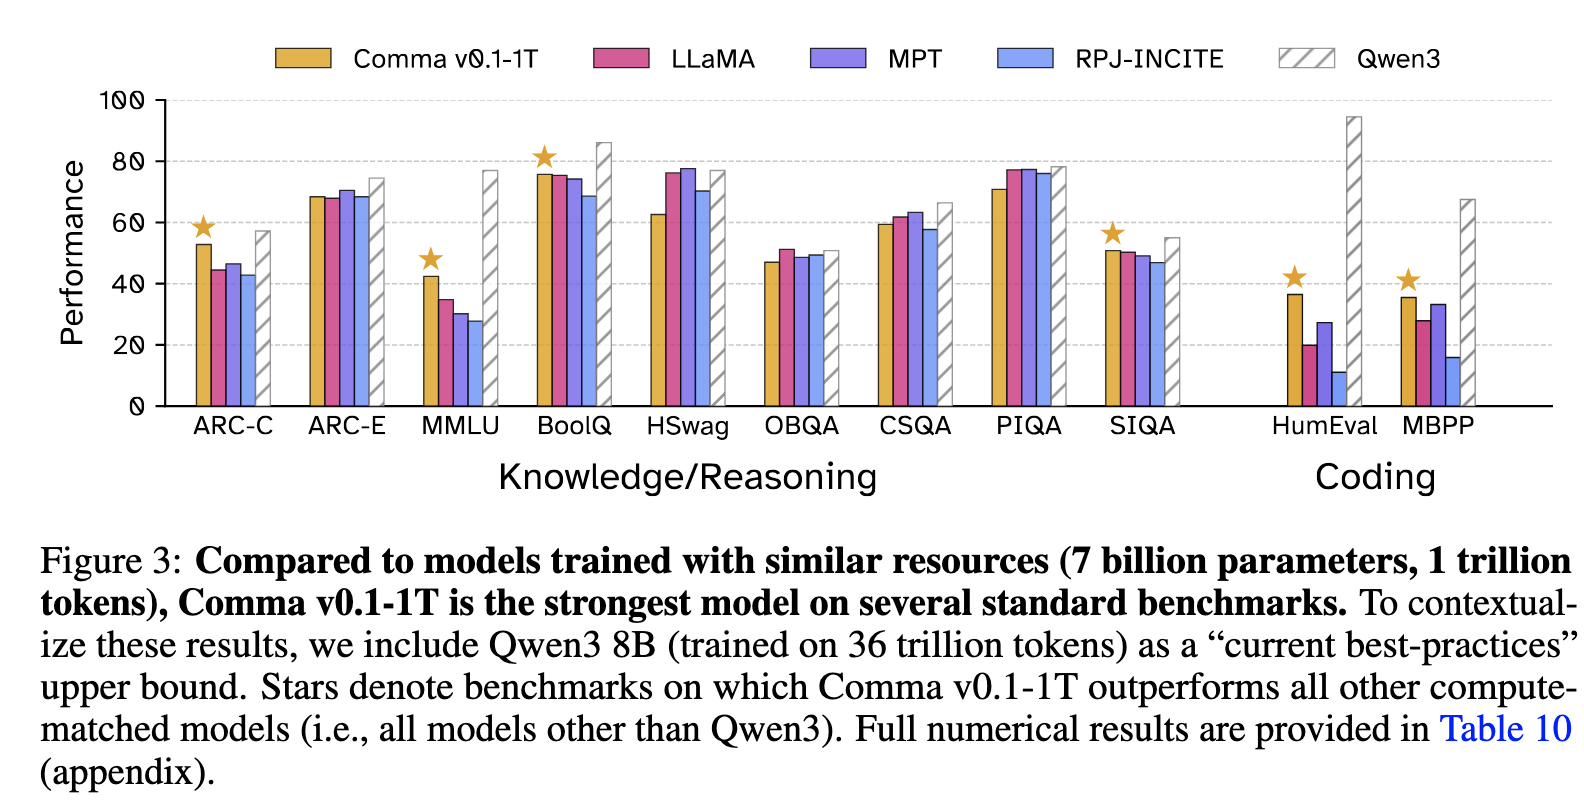 Comma v0.1-1T LLaMA MPT RPJ-INCITE Qwen3
100
80
60
40
20
0
Performance
ARC-C ARC-E MMLU BoolQ HSwag OBQA CSQA PIQA SIQA HumEval MBPP
Knowledge/Reasoning Coding
Figure 3: Compared to models trained with similar resources (7 billion parameters, 1 trillion
tokens), Comma v0.1-1T is the strongest model on several standard benchmarks. To contextual-
ize these results, we include Qwen3 8B (trained on 36 trillion tokens) as a “current best-practices”
upper bound. Stars denote benchmarks on which Comma v0.1-1T outperforms all other compute-
matched models (i.e., all models other than Qwen3). Full numerical results are provided in Table 10
(appendix).